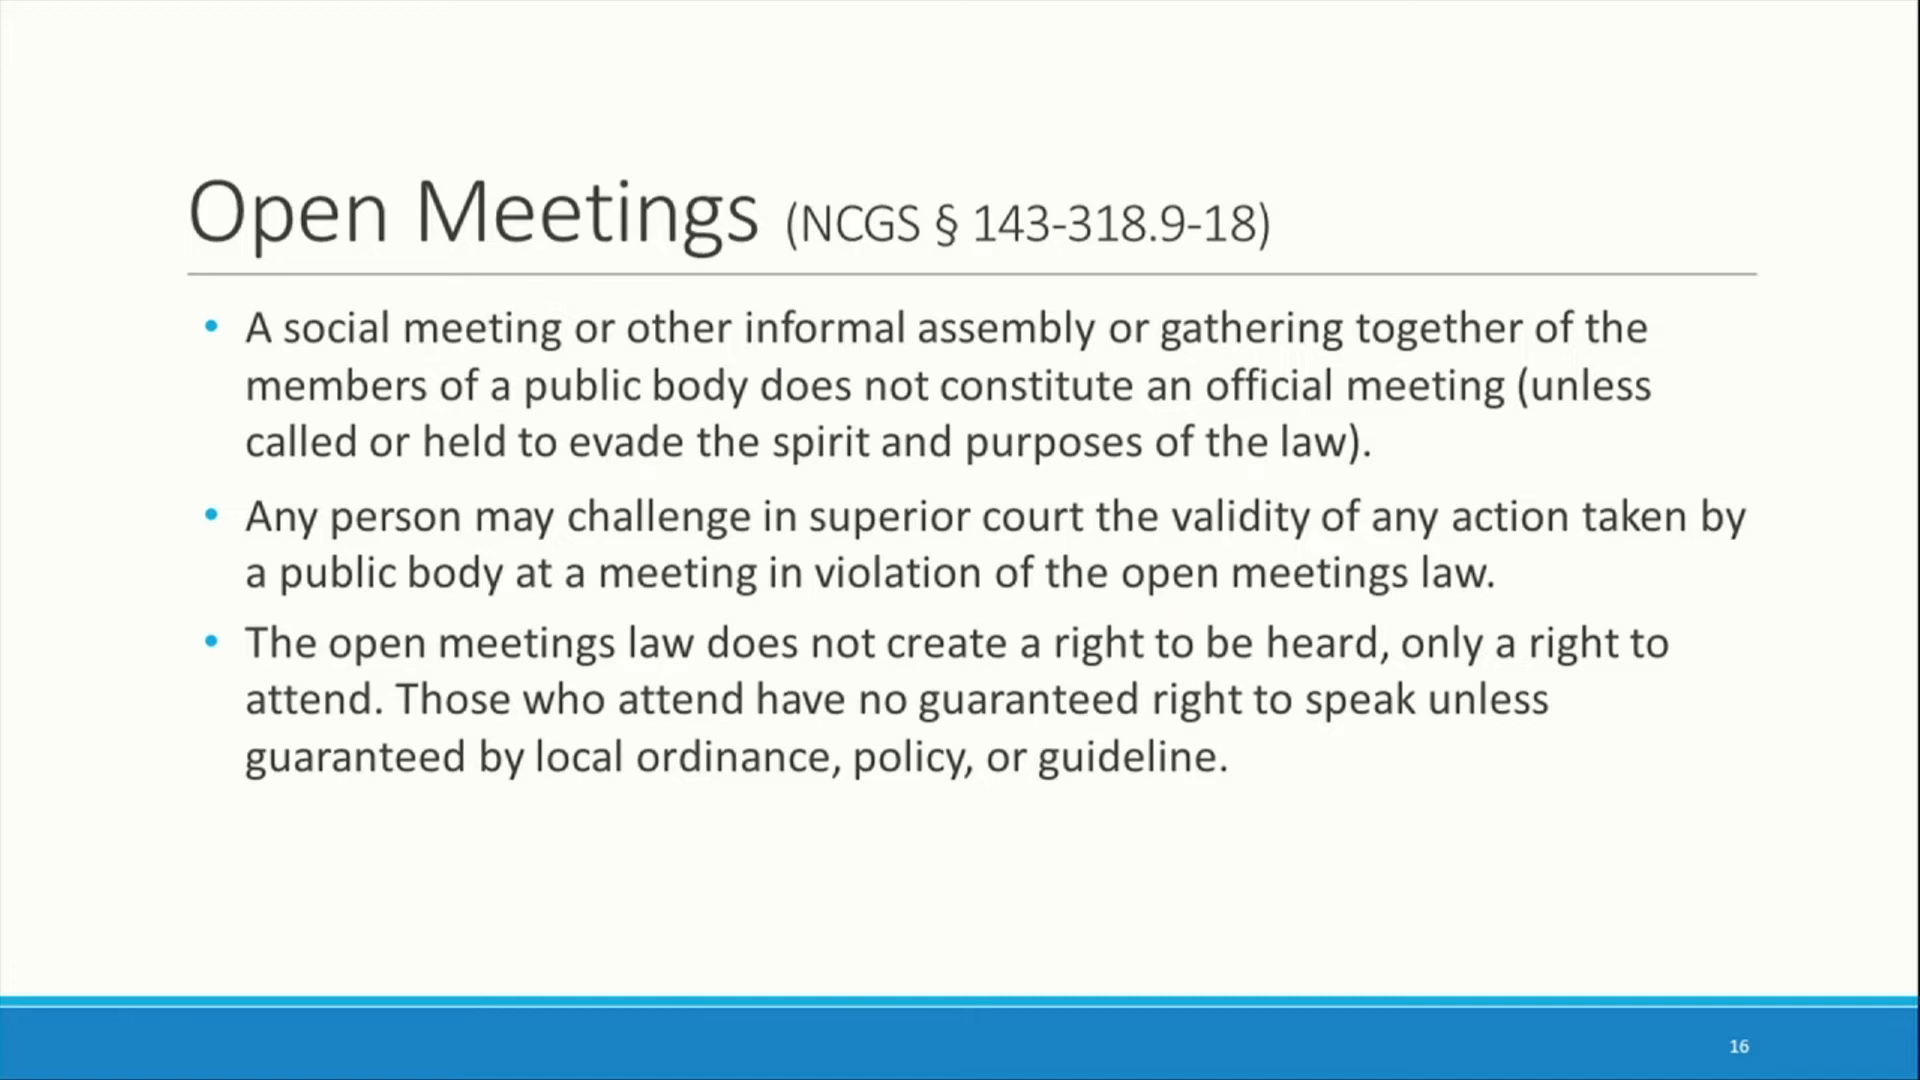 Open Meetings (NCGS § 143-318.9-18)
• A social meeting or other informal assembly or gathering together of the
members of a public body does not constitute an official meeting (unless
called or held to evade the spirit and purposes of the law).
• Any person may challenge in superior court the validity of any action taken by
a public body at a meeting in violation of the open meetings law.
• The open meetings law does not create a right to be heard, only a right to
attend. Those who attend have no guaranteed right to speak unless
guaranteed by local ordinance, policy, or guideline.
16